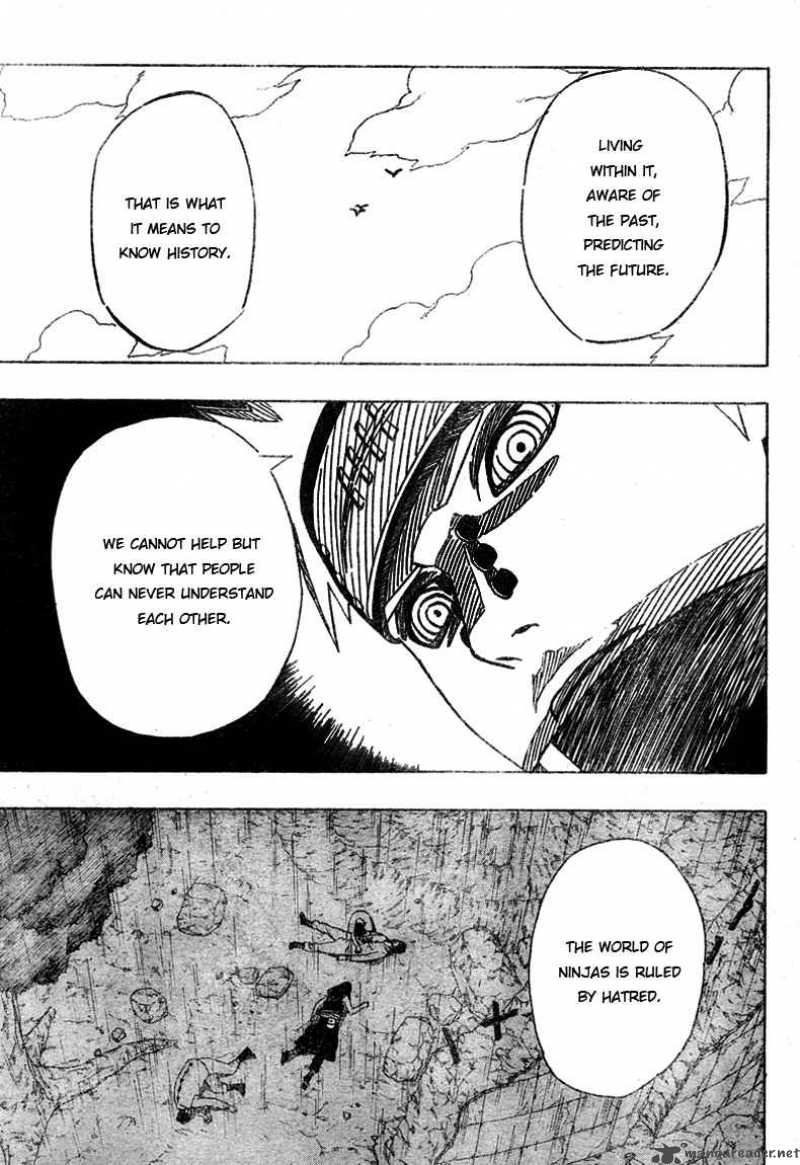 LIVING
WITHIN IT,
AWARE OF
THE PAST,
PREDICTING
THE FUTURE.
THAT IS WHAT
IT MEANS TO
KNOW HISTORY.
WE CANNOT HELP BUT
KNOW THAT PEOPLE
CAN NEVER UNDERSTAND
EACH OTHER.
THE WORLD OF
NINJAS IS RULED
BY HATRED.
mangareader.net